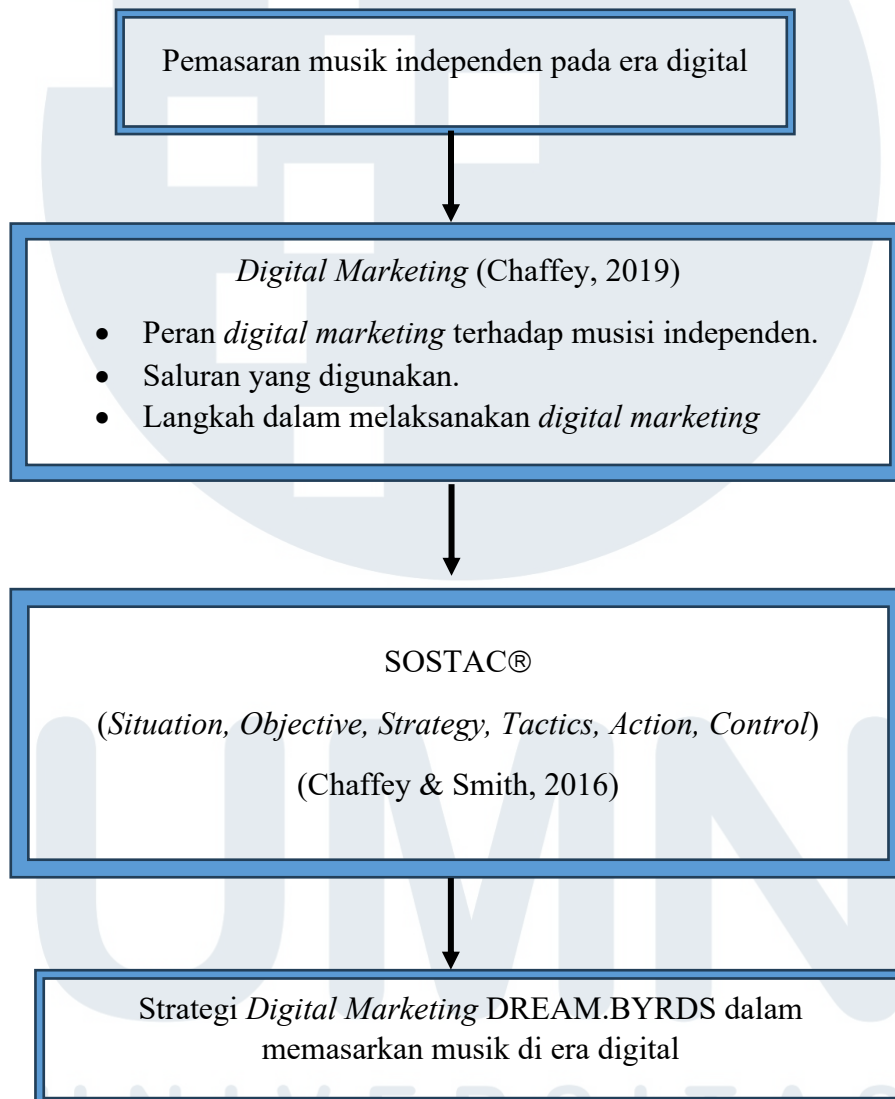 Pemasaran musik independen pada era digital
Digital Marketing (Chaffey, 2019)
• Peran digital marketing terhadap musisi independen.
• Saluran yang digunakan.
• Langkah dalam melaksanakan digital marketing
SOSTAC®
(Situation, Objective, Strategy, Tactics, Action, Control)
(Chaffey & Smith, 2016)
UMN
Strategi Digital Marketing DREAM.BYRDS dalam
memasarkan musik di era digital
UNIVERSITAS